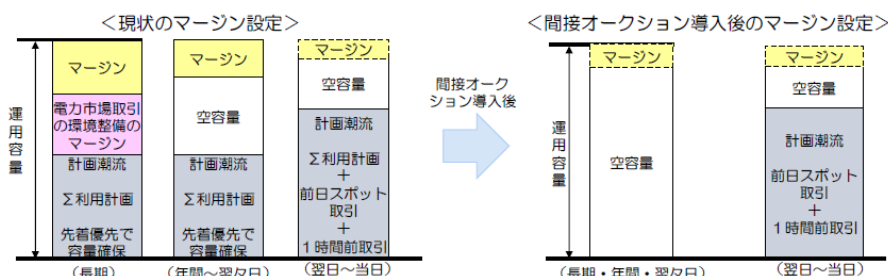 ＜現状のマージン設定＞
＜間接オークション導入後のマージン設定＞
運用容量
マージン
電力市場取引
の環境整備の
マージン
計画潮流
Σ利用計画
先着優先で
容量確保
（長期）
マージン
空容量
計画潮流
Σ利用計画
先着優先で
容量確保
（年間～翌々日）
マージン
空容量
計画潮流
Σ利用計画
＋
前日スポット
取引
＋
１時間前取引
（翌日～当日）
間接オーク
ション導入後
運用容量
マージン
空容量
（長期・年間・翌々日）
マージン
空容量
計画潮流
前日スポット
取引
＋
１時間前取引
（翌日～当日）